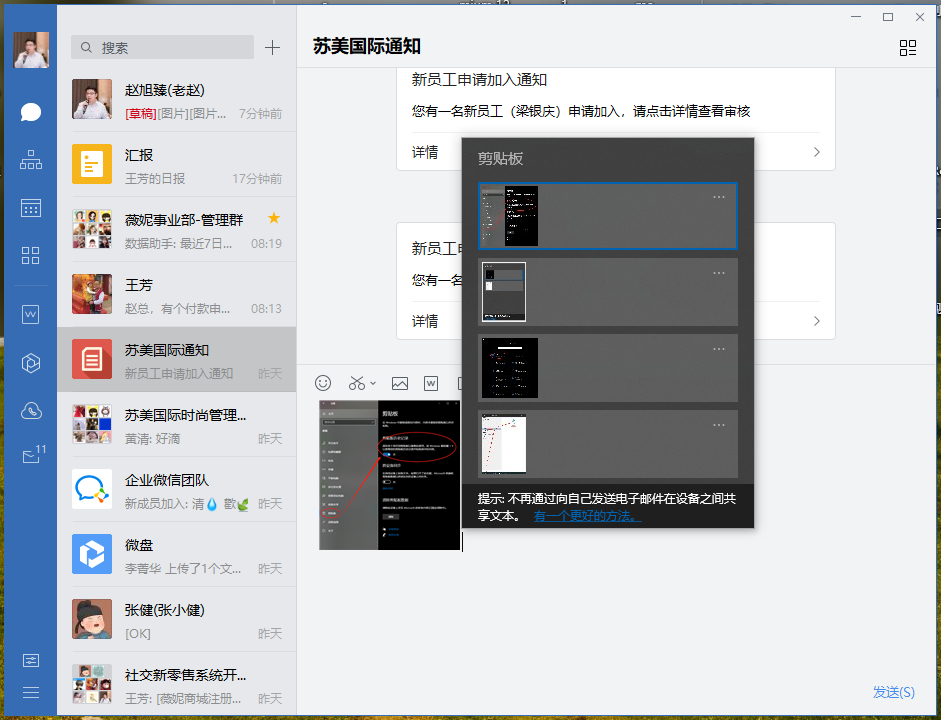 搜索
赵旭臻(老赵)
[草稿][图片][图片... 7分钟前
汇报
王芳的日报 17分钟前
薇妮事业部-管理群
数据助手: 最近7日... 08:19
王芳
赵总，有个付款申... 08:13
苏美国际通知
新员工申请加入通知 昨天
苏美国际时尚管理...
黄清: 好滴 昨天
企业微信团队
新成员加入: 清💧 歡🌿 昨天
微盘
李菁华 上传了1个文... 昨天
张健(张小健)
[OK] 昨天
社交新零售系统开...
王芳: [薇妮商城注册... 昨天
11
苏美国际通知
新员工申请加入通知
您有一名新员工（梁银庆）申请加入，请点击详情查看审核
详情
新员工申
您有一名
详情
剪贴板
提示: 不再通过向自己发送电子邮件在设备之间共
享文本。 有一个更好的方法。
剪贴板
发送(S)